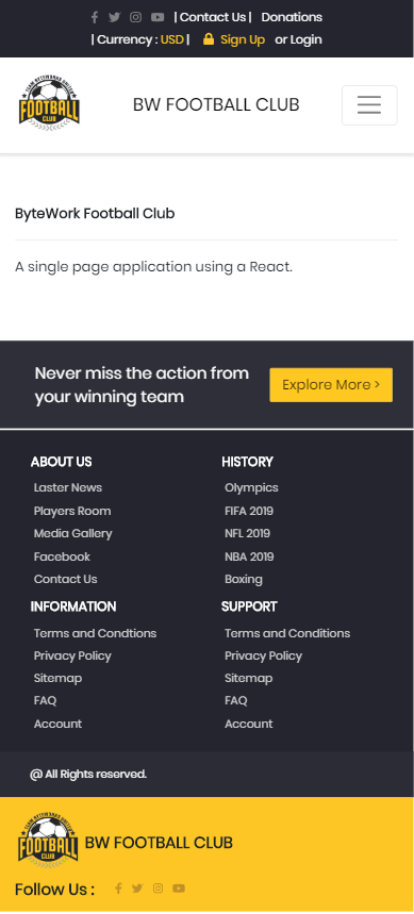 | Contact Us | Donations
| Currency : USD | Sign Up or Login
FOOTBALL
CLUB
BW FOOTBALL CLUB
ByteWork Football Club
A single page application using a React.
Never miss the action from
your winning team
Explore More >
ABOUT US
Laster News
Players Room
Media Gallery
Facebook
Contact Us
HISTORY
Olympics
FIFA 2019
NFL 2019
NBA 2019
Boxing
INFORMATION
Terms and Condtions
Privacy Policy
Sitemap
FAQ
Account
SUPPORT
Terms and Conditions
Privacy Policy
Sitemap
FAQ
Account
@ All Rights reserved.
FOOTBALL
CLUB
BW FOOTBALL CLUB
Follow Us :